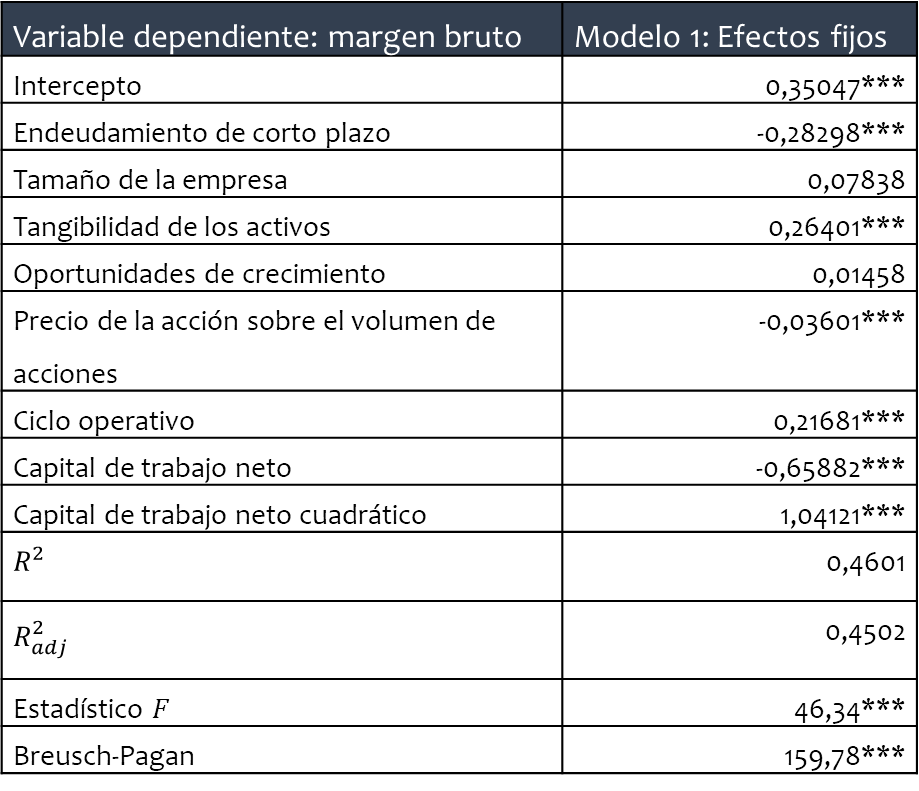 Variable dependiente: margen bruto Modelo 1: Efectos fijos
Intercepto 0,35047***
Endeudamiento de corto plazo -0,28298***
Tamaño de la empresa 0,07838
Tangibilidad de los activos 0,26401***
Oportunidades de crecimiento 0,01458
Precio de la acción sobre el volumen de -0,03601***
acciones
Ciclo operativo 0,21681***
Capital de trabajo neto -0,65882***
Capital de trabajo neto cuadrático 1,04121***
R² 0,4601
R²adj 0,4502
Estadístico F 46,34***
Breusch-Pagan 159,78***